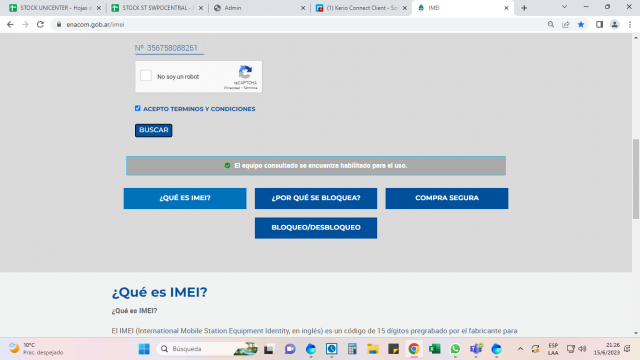 STOCK UNICENTER - Hojas d
STOCK ST SWPOCENTRAL - 
Admin
(1) Kerio Connect Client - So
IMEI
enacom.gob.ar/imei
Nº 356758088261
No soy un robot
reCAPTCHA
Privacidad - Términos
ACEPTO TERMINOS Y CONDICIONES
BUSCAR
El equipo consultado se encuentra habilitado para el uso.
¿QUÉ ES IMEI?
¿POR QUÉ SE BLOQUEA?
COMPRA SEGURA
BLOQUEO/DESBLOQUEO
¿Qué es IMEI?
¿Qué es IMEI?
El IMEI (International Mobile Station Equipment Identity, en inglés) es un código de 15 dígitos pregrabado por el fabricante para
10°C
Prac. despejado
Búsqueda
ESP
LAA
21:26
15/6/2023